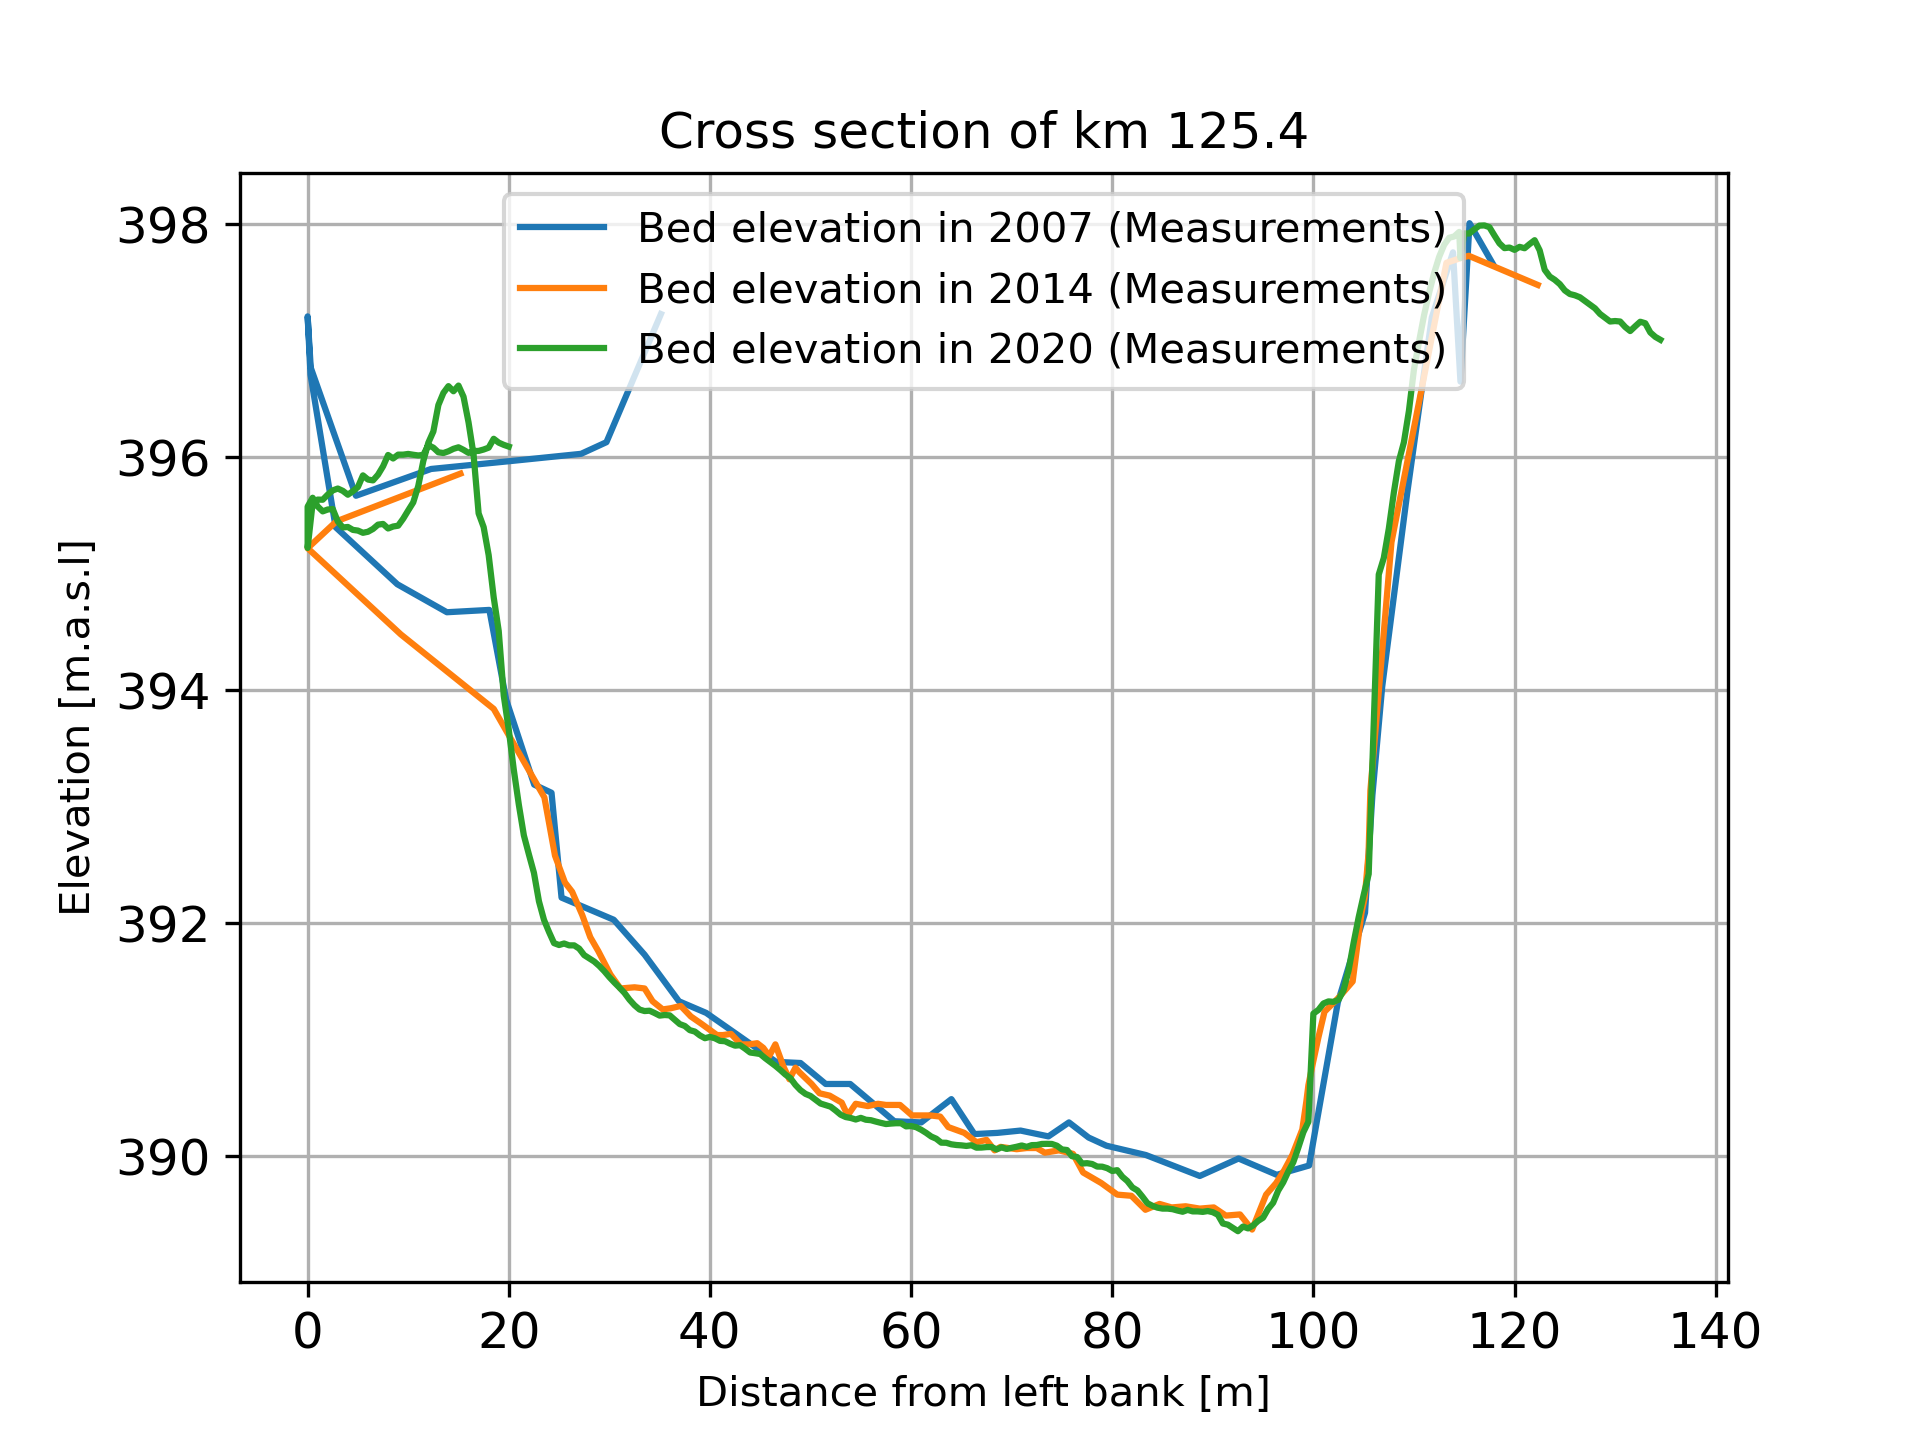 Cross section of km 125.4
Bed elevation in 2007 (Measurements)
Bed elevation in 2014 (Measurements)
Bed elevation in 2020 (Measurements)
398
396
394
392
390
Elevation [m.a.s.l]
0 20 40 60 80 100 120 140
Distance from left bank [m]